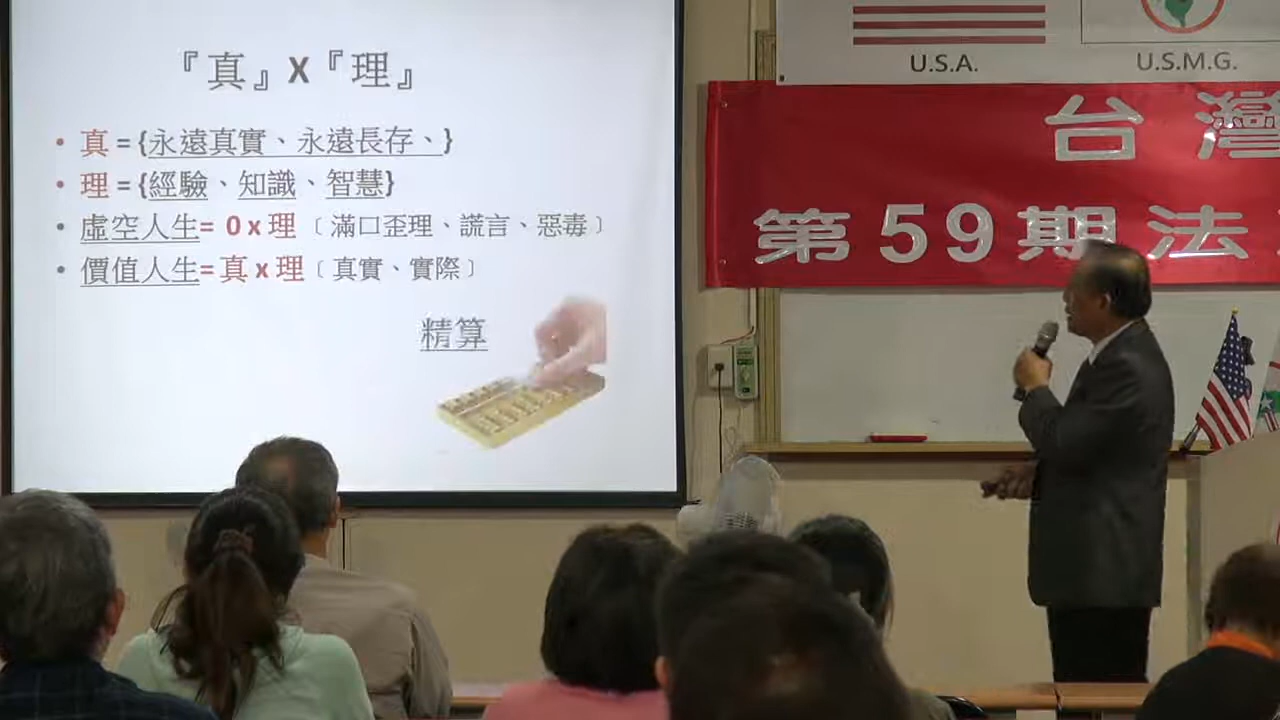 『真』X『理』
• 真 = {永遠真實、永遠長存、}
• 理 = {經驗、知識、智慧}
• 虛空人生= 0 x 理﹝滿口歪理、謊言、惡毒﹞
• 價值人生= 真 x 理﹝真實、實際﹞
精算
U.S.A.
U.S.M.G.
台灣
第59期法